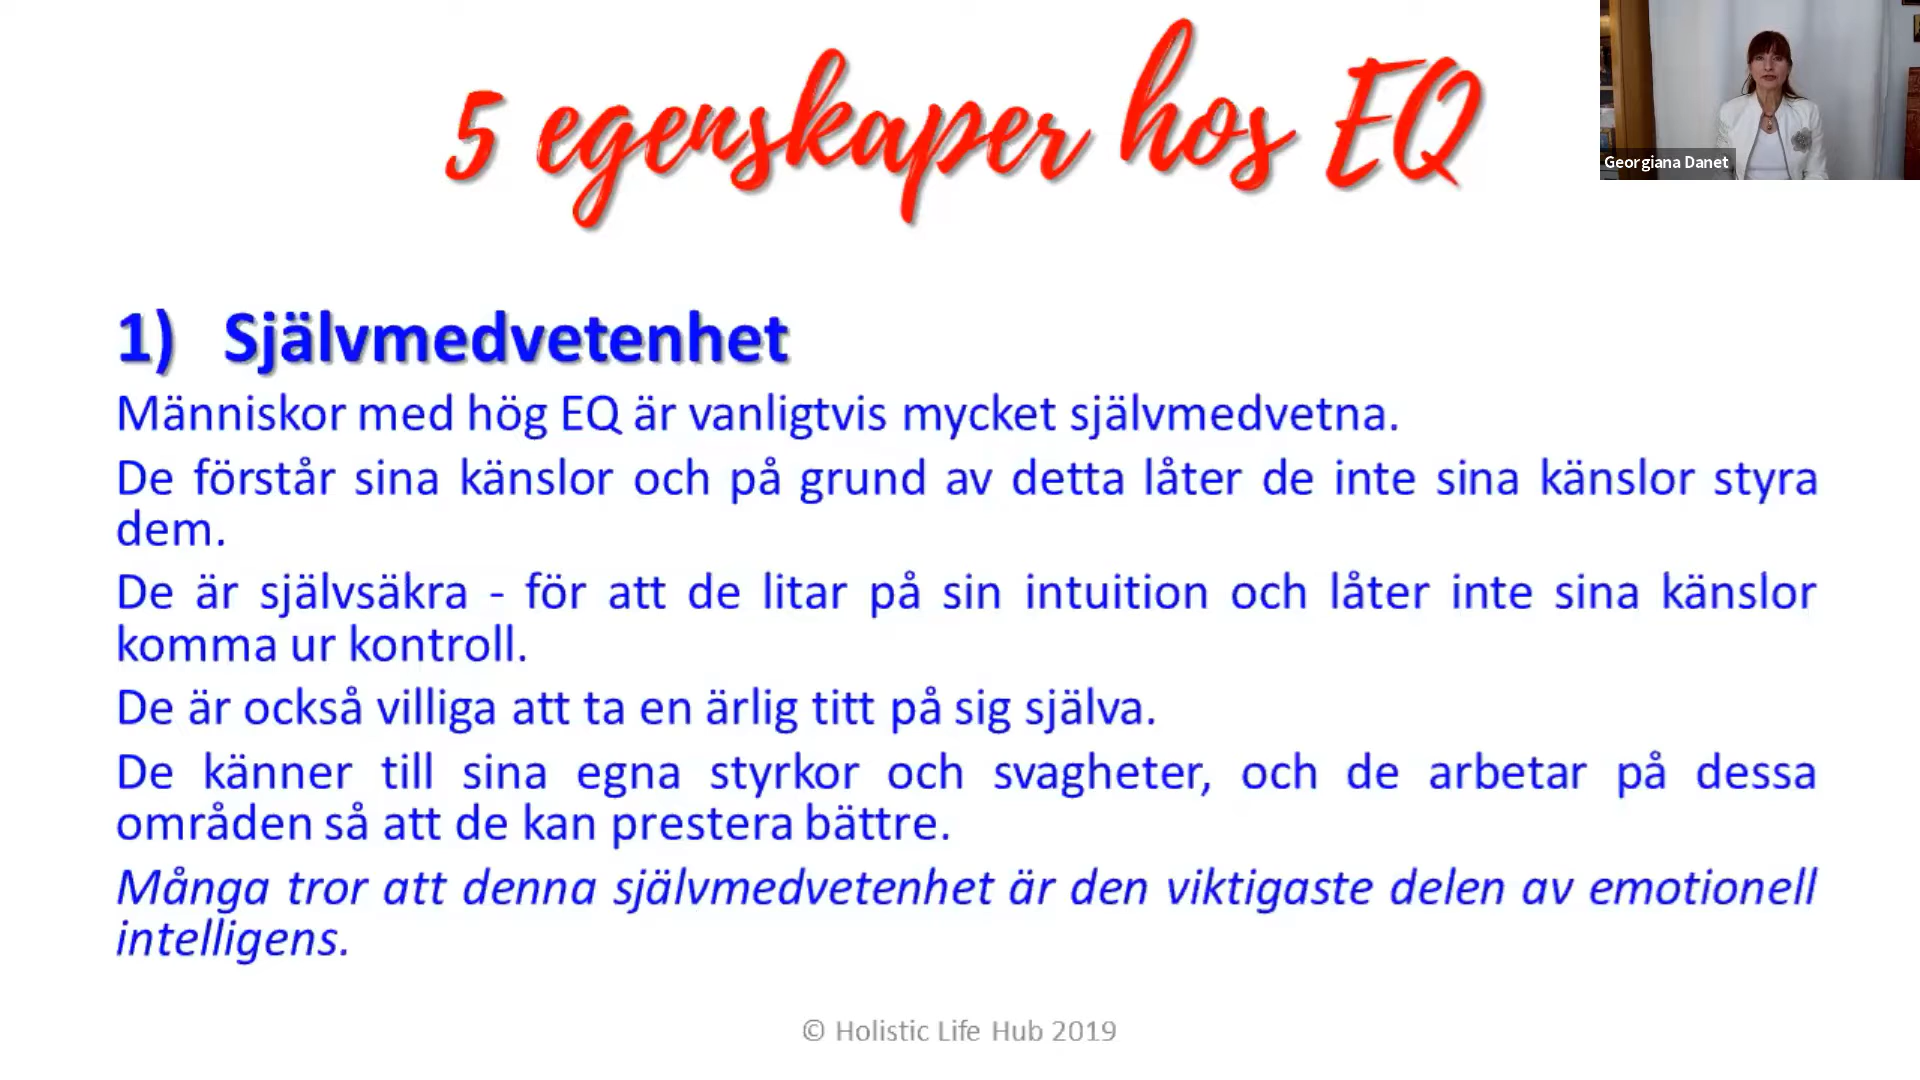 5 egenskaper hos EQ
Georgiana Danet
1) Självmedvetenhet
Människor med hög EQ är vanligtvis mycket självmedvetna.
De förstår sina känslor och på grund av detta låter de inte sina känslor styra
dem.
De är självsäkra - för att de litar på sin intuition och låter inte sina känslor
komma ur kontroll.
De är också villiga att ta en ärlig titt på sig själva.
De känner till sina egna styrkor och svagheter, och de arbetar på dessa
områden så att de kan prestera bättre.
Många tror att denna självmedvetenhet är den viktigaste delen av emotionell
intelligens.
© Holistic Life Hub 2019